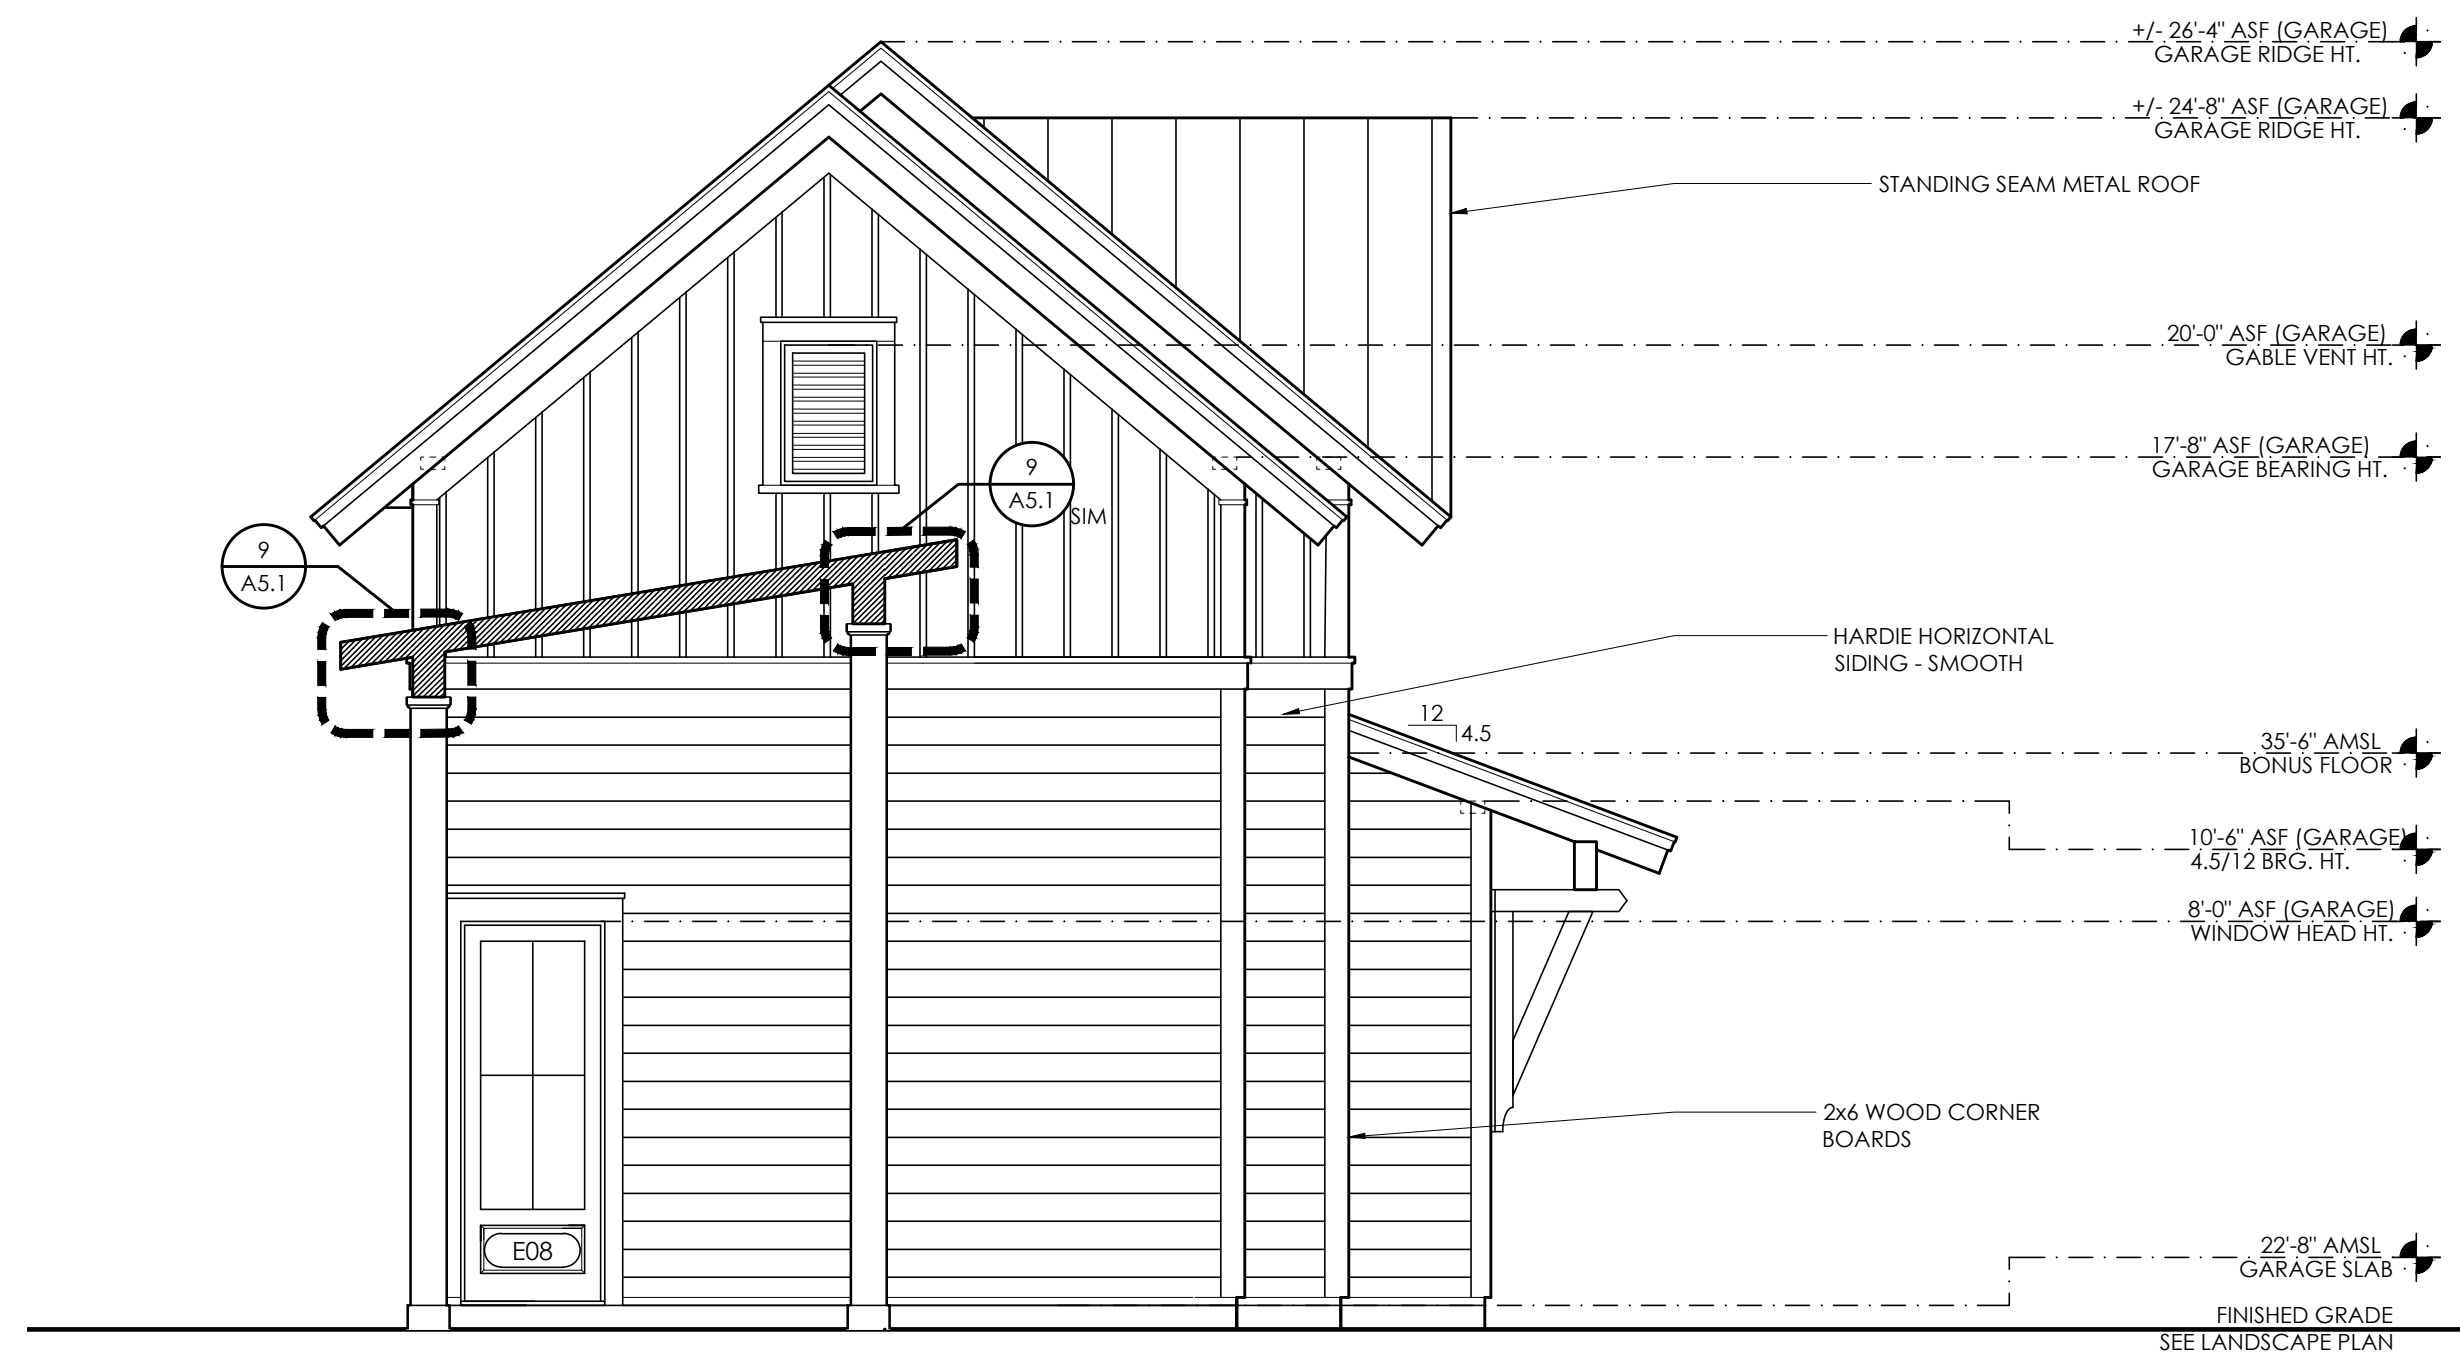 +/- 26'-4" ASF (GARAGE)
GARAGE RIDGE HT.
+/- 24'-8" ASF (GARAGE)
GARAGE RIDGE HT.
STANDING SEAM METAL ROOF
20'-0" ASF (GARAGE)
GABLE VENT HT.
17'-8" ASF (GARAGE)
GARAGE BEARING HT.
9
A5.1
SIM
9
A5.1
HARDIE HORIZONTAL
SIDING - SMOOTH
12
4.5
35'-6" AMSL
BONUS FLOOR
10'-6" ASF (GARAGE)
4.5/12 BRG. HT.
8'-0" ASF (GARAGE)
WINDOW HEAD HT.
2x6 WOOD CORNER
BOARDS
E08
22'-8" AMSL
GARAGE SLAB
FINISHED GRADE
SEE LANDSCAPE PLAN